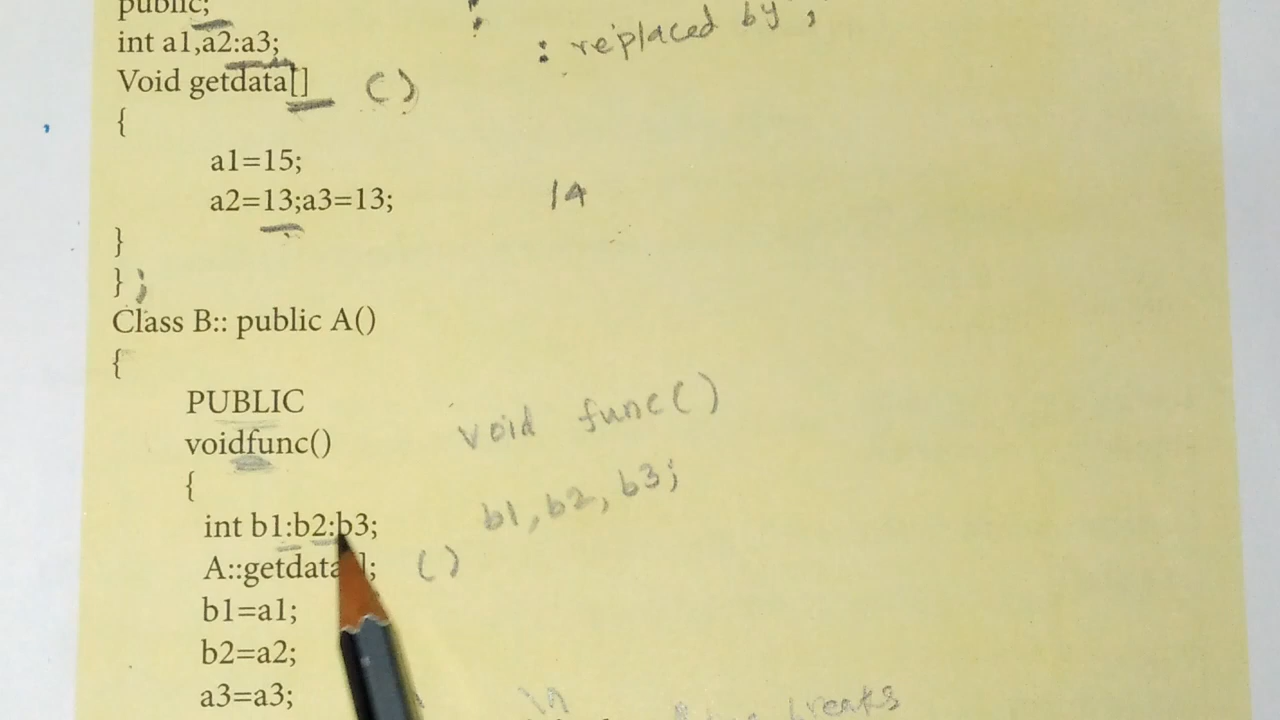 public;
int a1,a2:a3; : replaced by ,
Void getdata[] ()
{
a1=15;
a2=13;a3=13; 14
}
} ;
Class B:: public A()
{
PUBLIC
voidfunc() void func()
{
int b1:b2:b3; b1,b2,b3;
A::getdata[]; ()
b1=a1;
b2=a2;
a3=a3; \n breaks